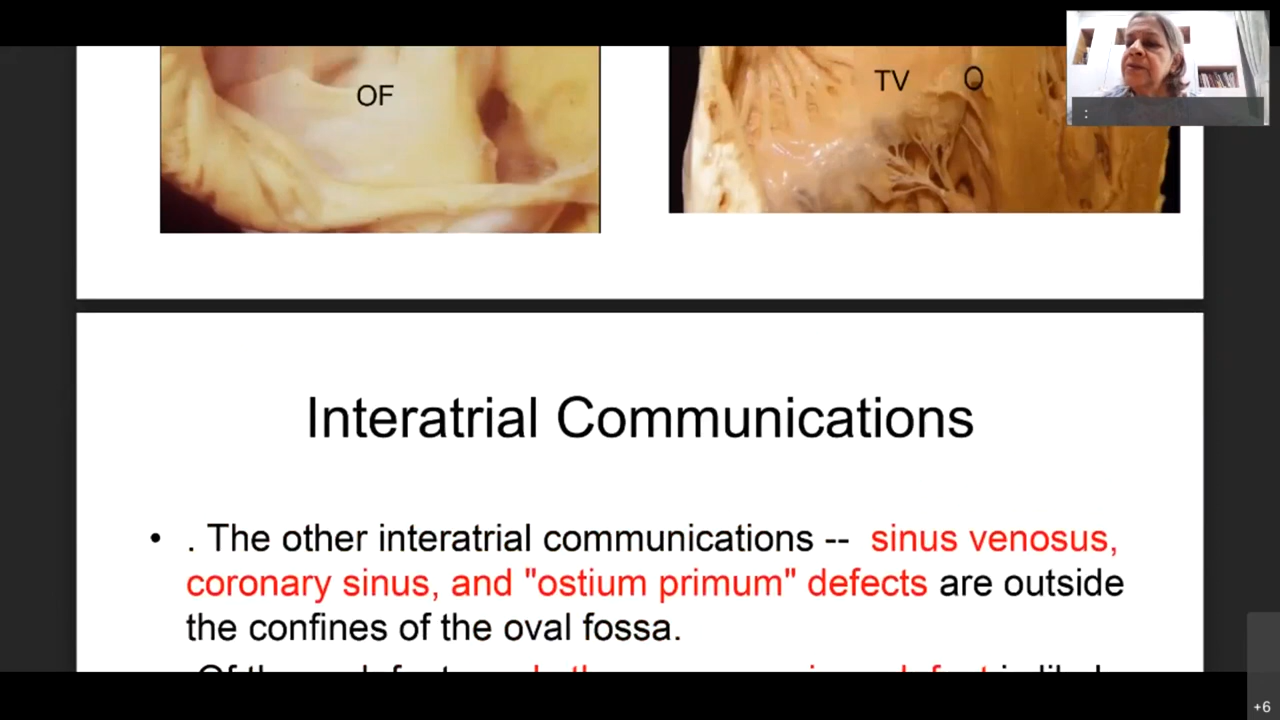 OF
TV O
:
Interatrial Communications
• . The other interatrial communications -- sinus venosus,
coronary sinus, and "ostium primum" defects are outside
the confines of the oval fossa.
+6